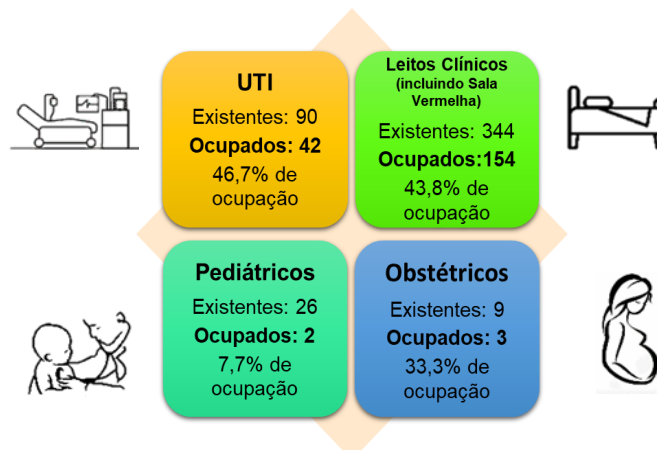 UTI
Existentes: 90
Ocupados: 42
46,7% de
ocupação
Leitos Clínicos
(incluindo Sala
Vermelha)
Existentes: 344
Ocupados:154
43,8% de
ocupação
Pediátricos
Existentes: 26
Ocupados: 2
7,7% de
ocupação
Obstétricos
Existentes: 9
Ocupados: 3
33,3% de
ocupação